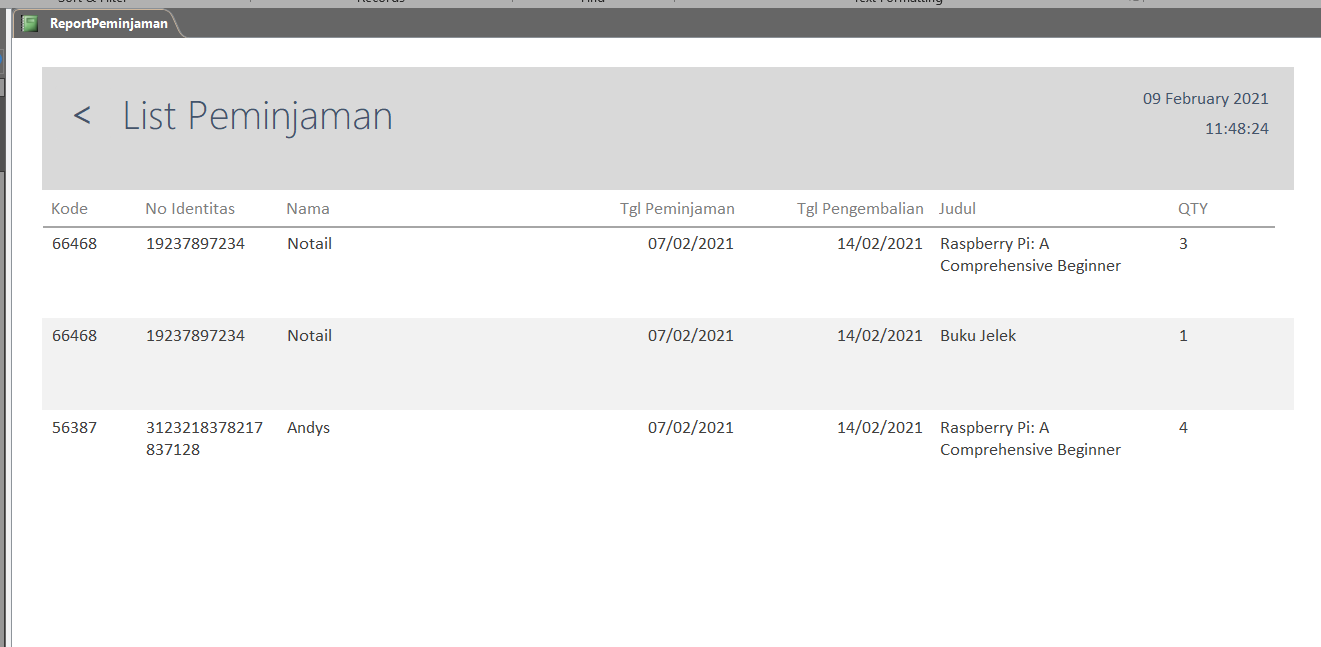 ReportPeminjaman
< List Peminjaman
09 February 2021
11:48:24
Kode No Identitas Nama Tgl Peminjaman Tgl Pengembalian Judul QTY
66468 19237897234 Notail 07/02/2021 14/02/2021 Raspberry Pi: A 3
Comprehensive Beginner
66468 19237897234 Notail 07/02/2021 14/02/2021 Buku Jelek 1
56387 3123218378217 Andys 07/02/2021 14/02/2021 Raspberry Pi: A 4
837128 Comprehensive Beginner